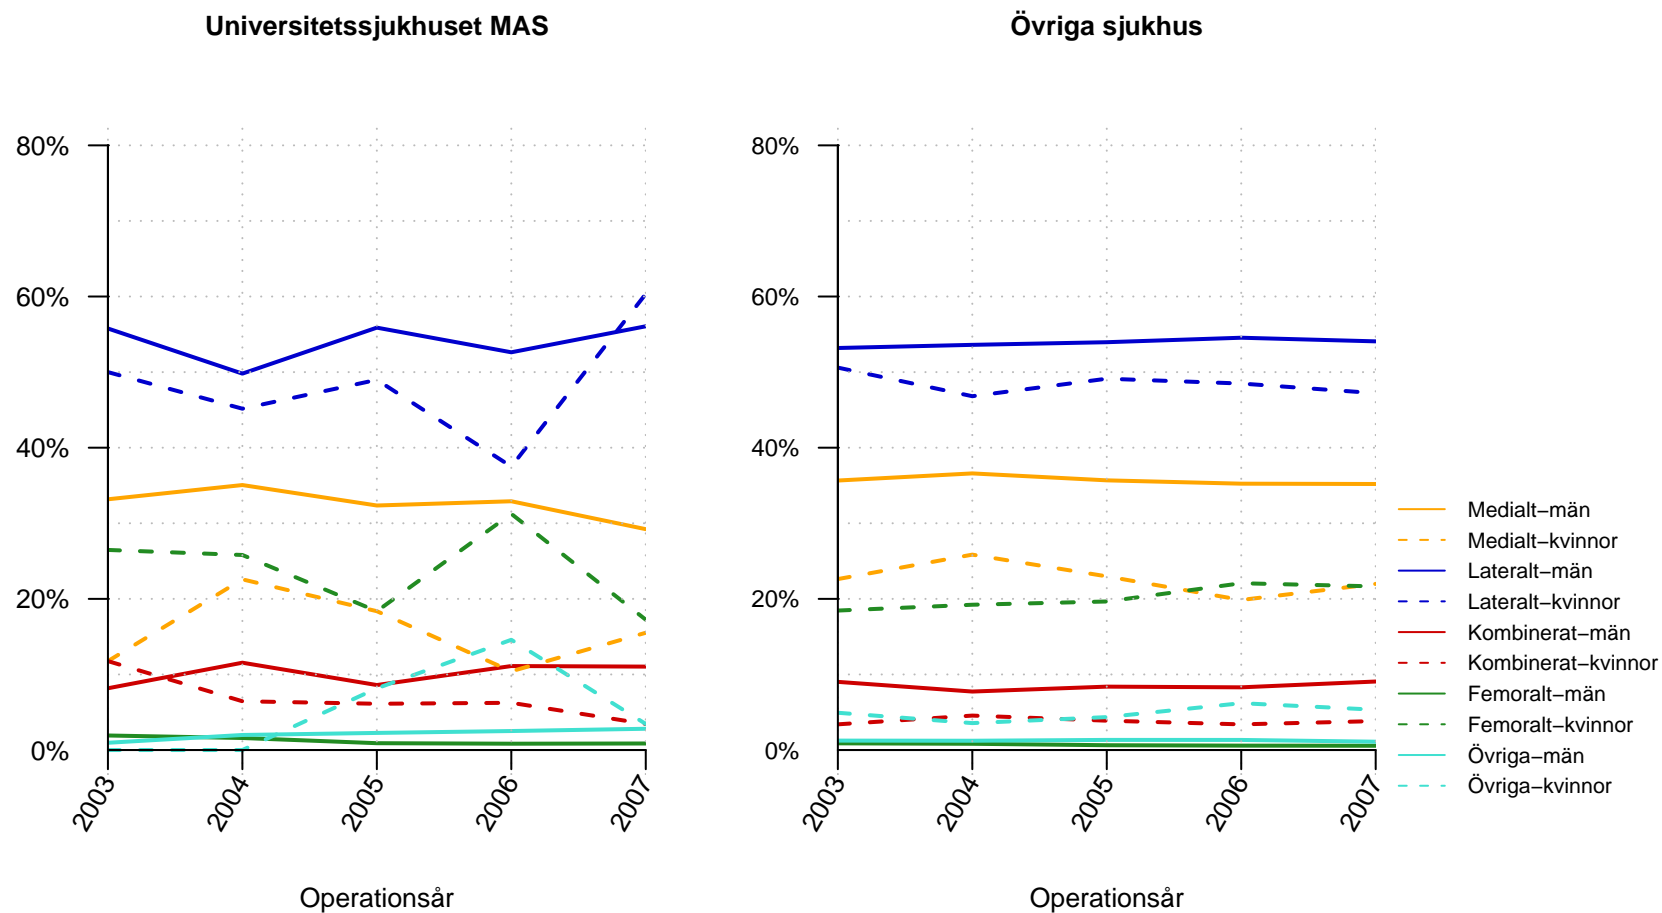 Universitetssjukhuset MAS
80%
60%
40%
20%
0%
2003
2004
2005
2006
2007
Operationsår
Övriga sjukhus
80%
60%
40%
20%
0%
2003
2004
2005
2006
2007
Operationsår
Medialt−män
Medialt−kvinnor
Lateralt−män
Lateralt−kvinnor
Kombinerat−män
Kombinerat−kvinnor
Femoralt−män
Femoralt−kvinnor
Övriga−män
Övriga−kvinnor